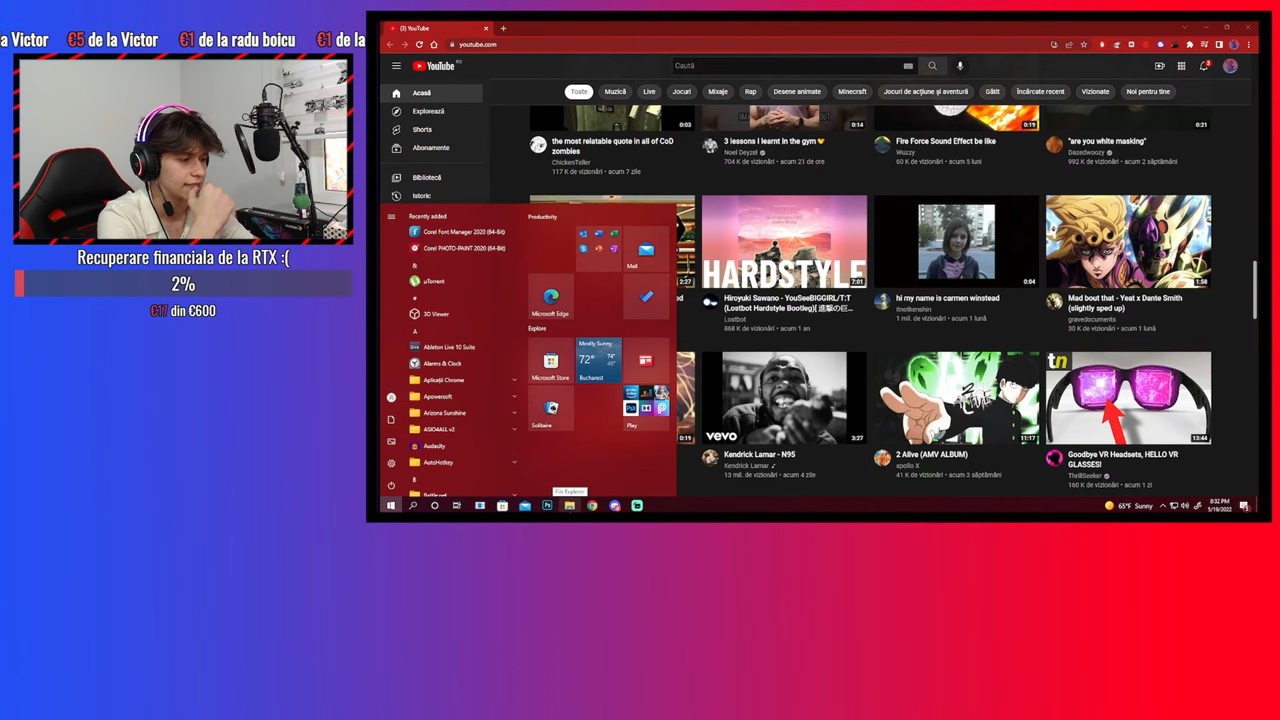 la Victor €5 de la Victor €1 de la radu boicu €1 de la
Recuperare financiala de la RTX :(
2%
€17 din €600
(3) YouTube
youtube.com
YouTube RO
Caută
Acasă
Explorează
Shorts
Abonamente
Bibliotecă
Istoric
Toate Muzică Live Jocuri Mixaje Rap Desene animate Minecraft Jocuri de acțiune și aventură Gătit Încărcate recent Vizionate Noi pentru tine
0:03
the most relatable quote in all of CoD
zombies
ChickenTeller
117 K de vizionări • acum 7 zile
0:14
3 lessons I learnt in the gym 💛
Noel Deyzel
704 K de vizionări • acum 21 de ore
0:19
Fire Force Sound Effect be like
Wuzzy
60 K de vizionări • acum 5 luni
0:21
"are you white masking"
Dazedwoozy
992 K de vizionări • acum 2 săptămâni
2:27
HARDSTYLE
7:01
Hiroyuki Sawano - YouSeeBIGGIRL/T:T
(Lostbot Hardstyle Bootleg)[ 進撃の巨...
Lostbot
868 K de vizionări • acum 1 an
0:04
hi my name is carmen winstead
itnotkenshin
1 mil. de vizionări • acum 1 lună
1:58
Mad bout that - Yeat x Dante Smith
(slightly sped up)
gravedocuments
30 K de vizionări • acum 1 lună
0:19
vevo
3:27
Kendrick Lamar - N95
Kendrick Lamar
13 mil. de vizionări • acum 4 zile
11:17
2 Alive (AMV ALBUM)
apollo X
41 K de vizionări • acum 3 săptămâni
tn
13:44
Goodbye VR Headsets, HELLO VR
GLASSES!
ThrillSeeker
160 K de vizionări • acum 1 zi
Recently added
Corel Font Manager 2020 (64-Bit)
Corel PHOTO-PAINT 2020 (64-Bit)
&
µTorrent
#
3D Viewer
A
Ableton Live 10 Suite
Alarms & Clock
Aplicații Chrome
Apowersoft
Arizona Sunshine
ASIO4ALL v2
Audacity
AutoHotkey
B
Battle.net
Productivity
Mail
Microsoft Edge
Explore
Microsoft Store
Mostly Sunny
72° 74°
49°
Bucharest
Solitaire
Play
File Explorer
65°F Sunny
8:32 PM
5/18/2022